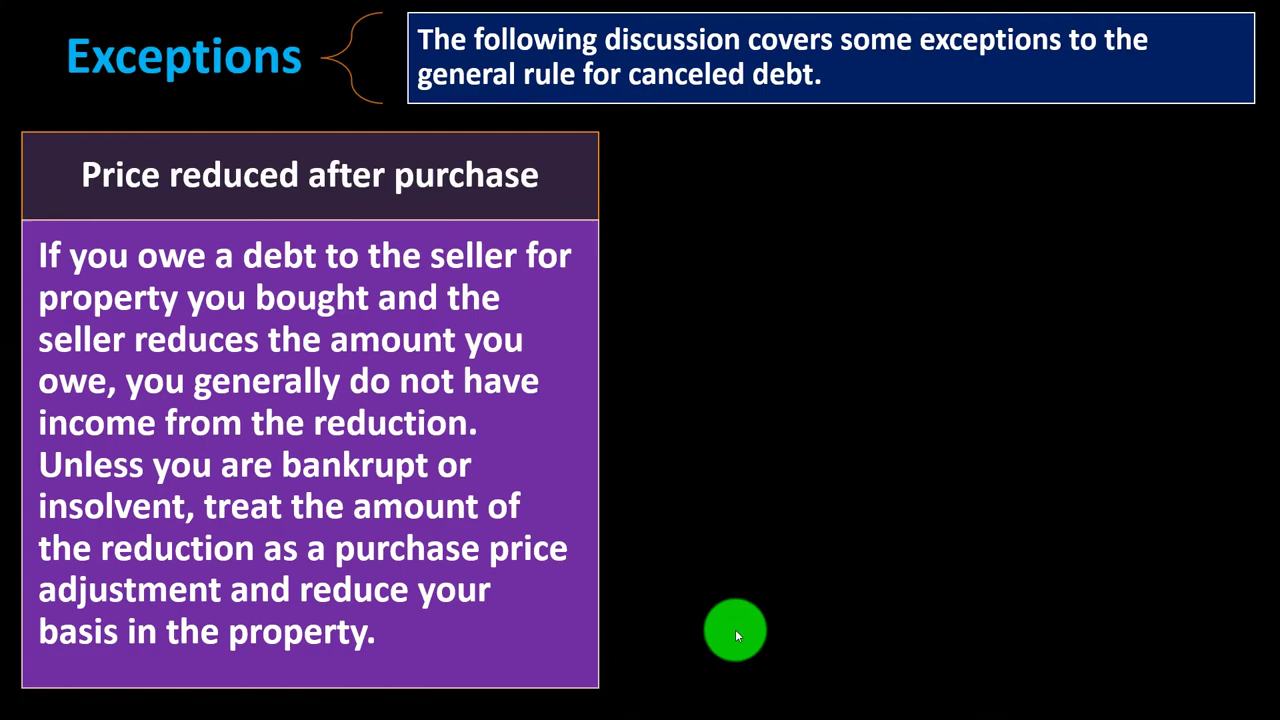 Exceptions
The following discussion covers some exceptions to the
general rule for canceled debt.
Price reduced after purchase
If you owe a debt to the seller for
property you bought and the
seller reduces the amount you
owe, you generally do not have
income from the reduction.
Unless you are bankrupt or
insolvent, treat the amount of
the reduction as a purchase price
adjustment and reduce your
basis in the property.